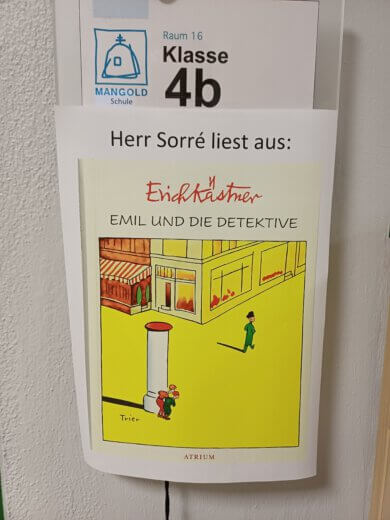 Raum 16
Klasse
4b
MANGOLD
Schule
Herr Sorré liest aus:
Erich Kästner
EMIL UND DIE DETEKTIVE
Trier
ATRIUM